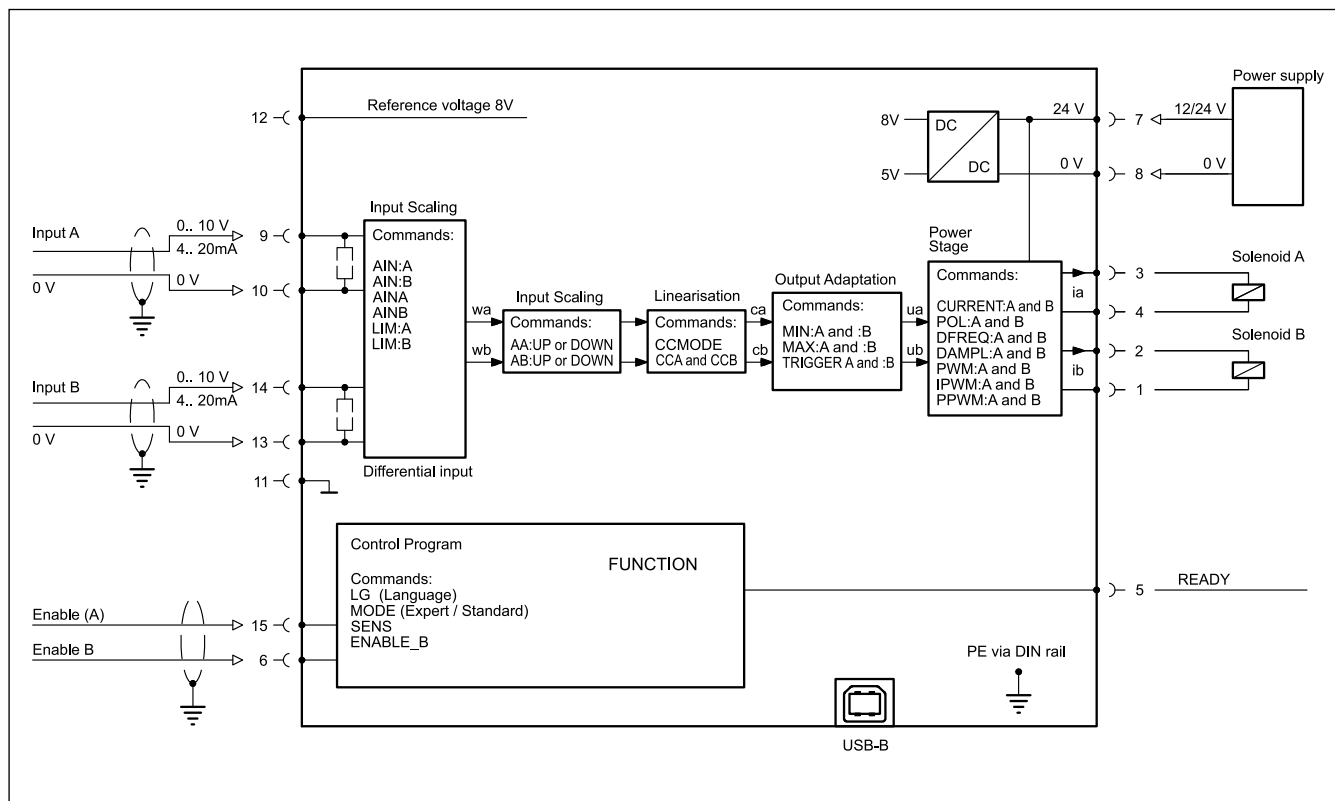 Power supply
Reference voltage 8V
12
8V
DC
DC
5V
24 V
0 V
7
12/24 V
8
0 V
Input A
0.. 10 V
4.. 20mA
9
0 V
0 V
10
Input Scaling
Commands:
AIN:A
AIN:B
AINA
AINB
LIM:A
LIM:B
Differential input
Input B
0.. 10 V
4.. 20mA
14
0 V
0 V
13
11
wa
wb
Input Scaling
Commands:
AA:UP or DOWN
AB:UP or DOWN
Linearisation
Commands:
CCMODE
CCA and CCB
ca
cb
Output Adaptation
Commands:
MIN:A and :B
MAX:A and :B
TRIGGER A and :B
ua
ub
Power
Stage
Commands:
CURRENT:A and B
POL:A and B
DFREQ:A and B
DAMPL:A and B
PWM:A and B
IPWM:A and B
PPWM:A and B
ia
ib
3
4
2
1
Solenoid A
Solenoid B
Control Program
FUNCTION
Commands:
LG (Language)
MODE (Expert / Standard)
SENS
ENABLE_B
Enable (A)
15
Enable B
6
5
READY
PE via DIN rail
USB-B